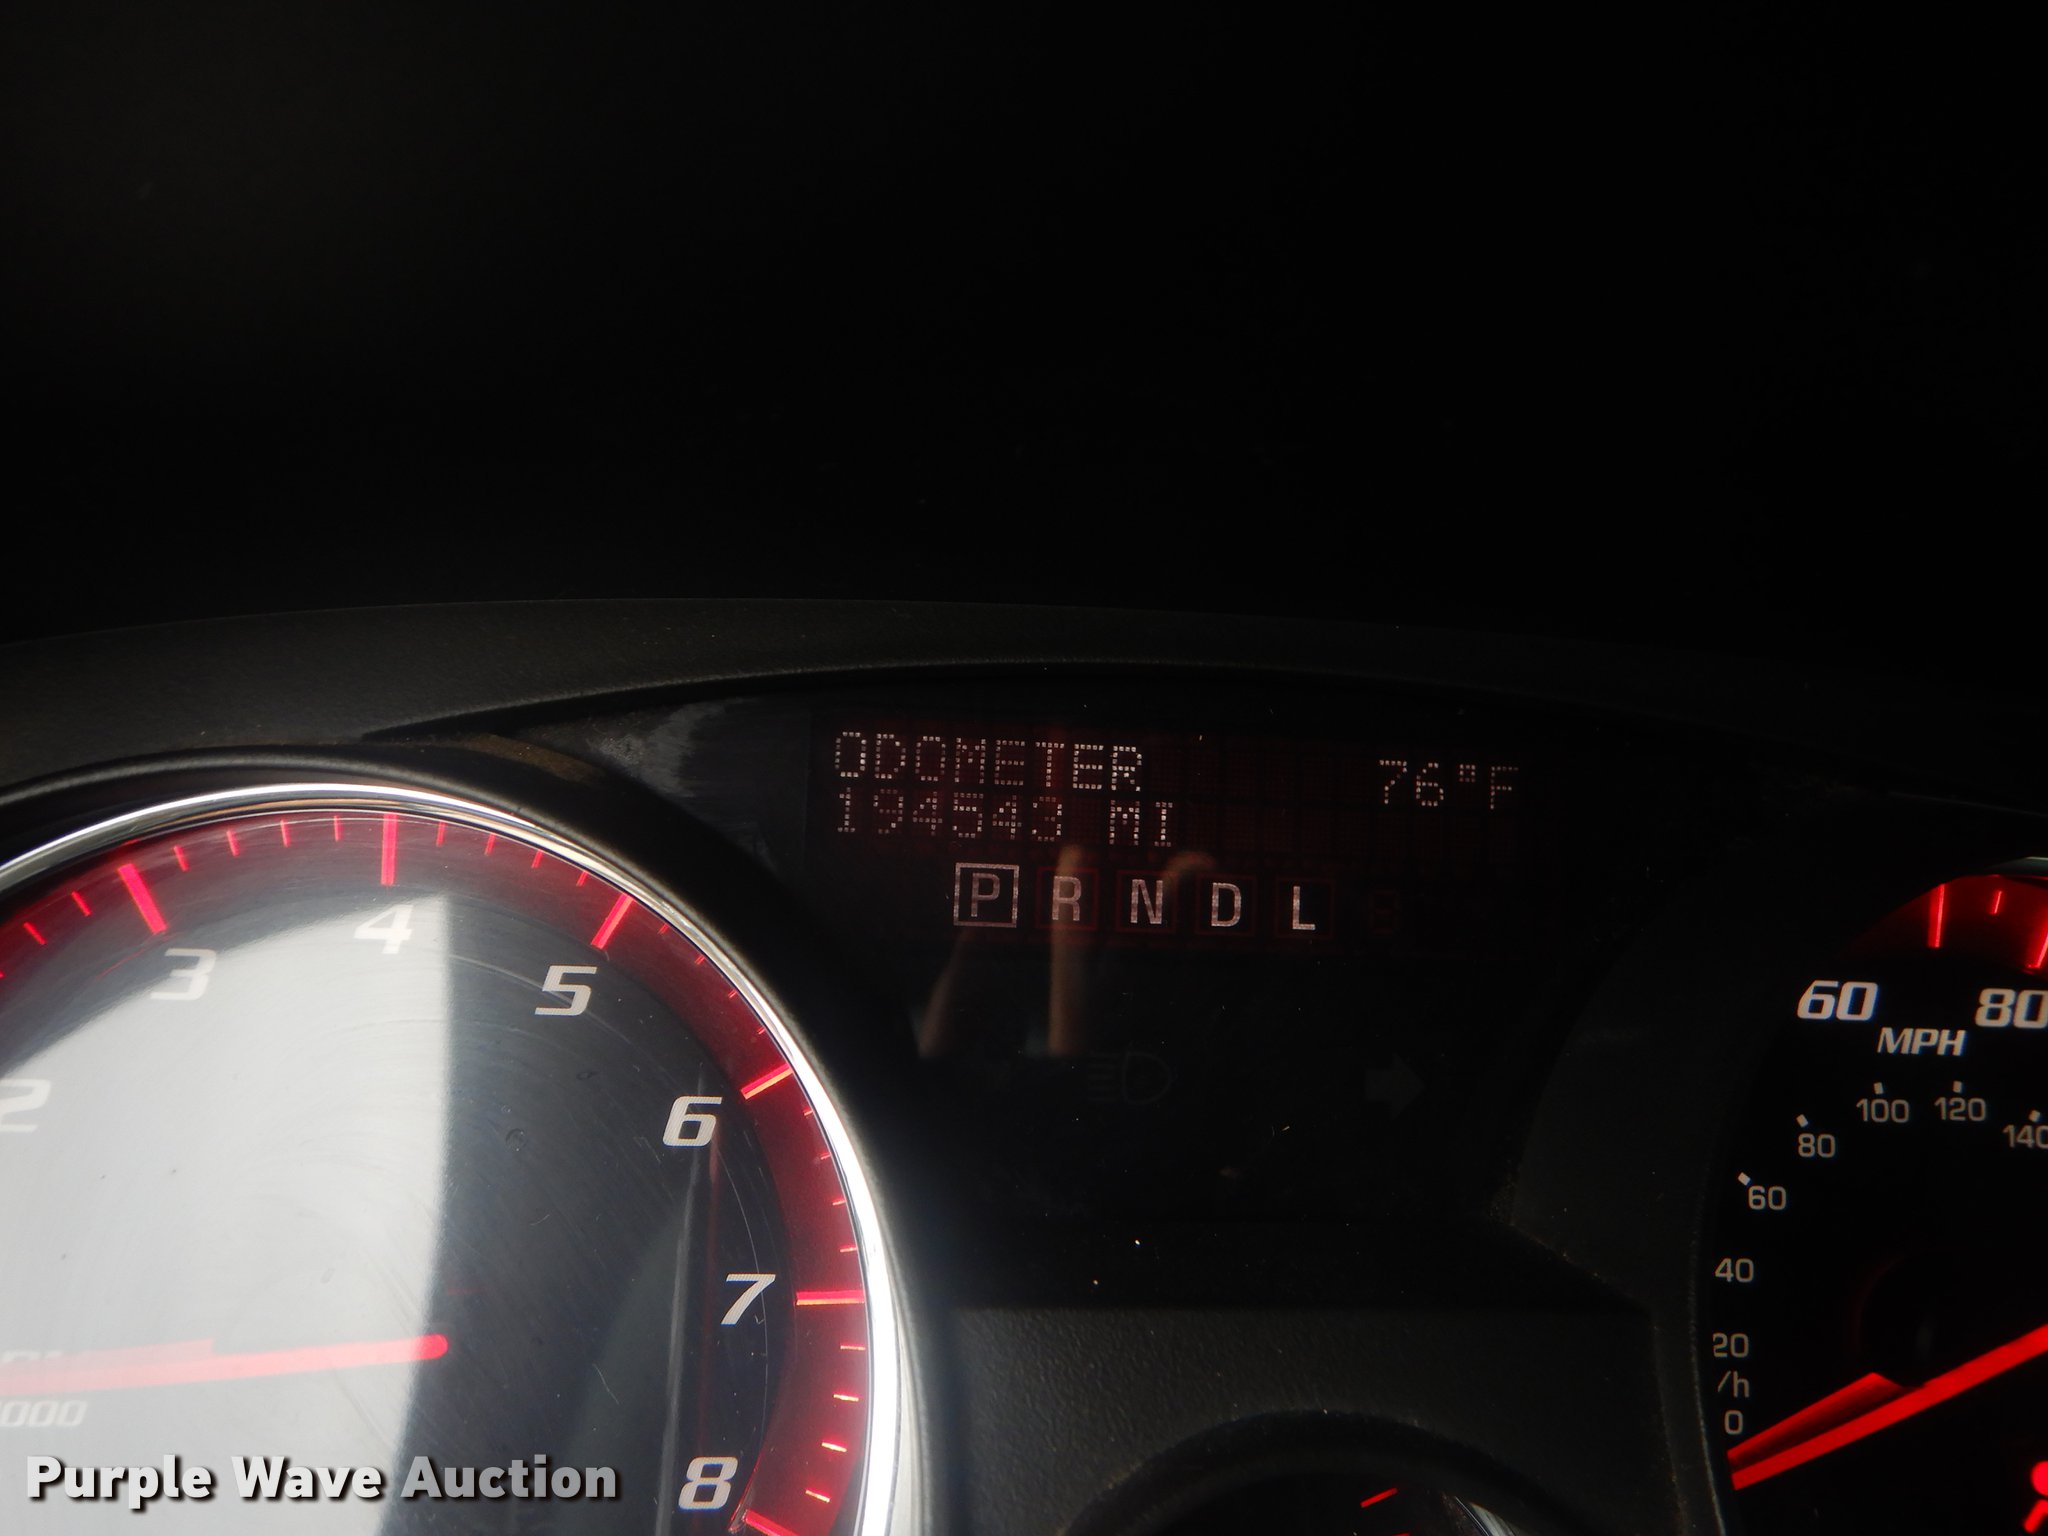 ODOMETER 76°F
194543 MI
P R N D L
2 3 4 5 6 7 8
000
60 80
MPH
0 20 40 60 80 100 120 140
/h
Purple Wave Auction